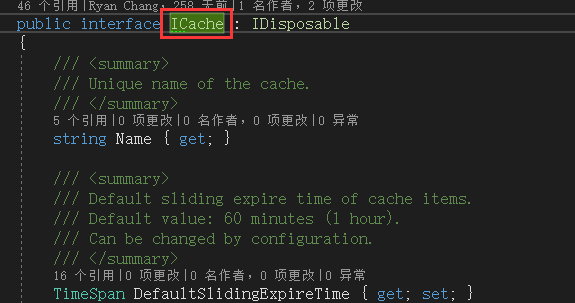 46 个引用|Ryan Chang，258 天前|1 名作者，2 项更改
public interface ICache : IDisposable
{
/// <summary>
/// Unique name of the cache.
/// </summary>
5 个引用|0 项更改|0 名作者，0 项更改|0 异常
string Name { get; }
/// <summary>
/// Default sliding expire time of cache items.
/// Default value: 60 minutes (1 hour).
/// Can be changed by configuration.
/// </summary>
16 个引用|0 项更改|0 名作者，0 项更改|0 异常
TimeSpan DefaultSlidingExpireTime { get; set; }